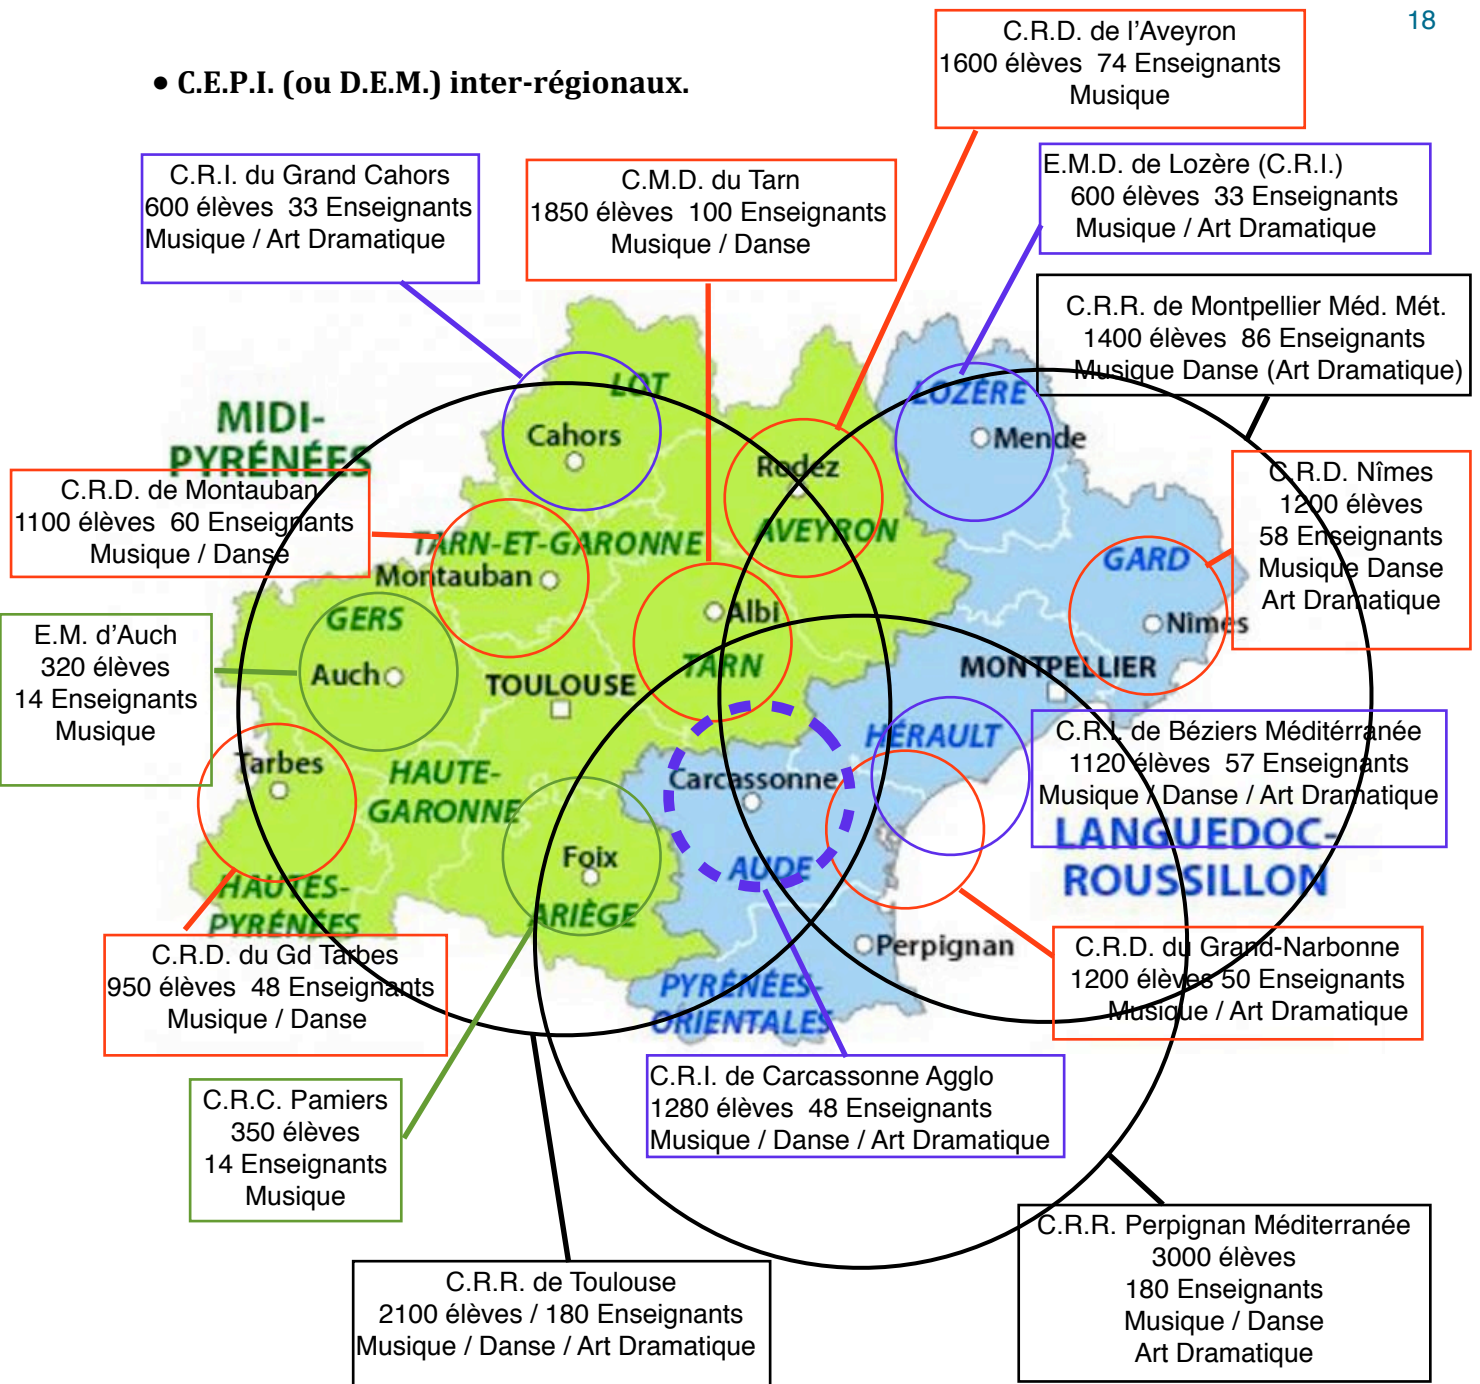 18
• C.E.P.I. (ou D.E.M.) inter-régionaux.
C.R.D. de l'Aveyron
1600 élèves 74 Enseignants
Musique
C.R.I. du Grand Cahors
600 élèves 33 Enseignants
Musique / Art Dramatique
C.M.D. du Tarn
1850 élèves 100 Enseignants
Musique / Danse
E.M.D. de Lozère (C.R.I.)
600 élèves 33 Enseignants
Musique / Art Dramatique
C.R.R. de Montpellier Méd. Mét.
1400 élèves 86 Enseignants
Musique Danse (Art Dramatique)
MIDI-
PYRÉNÉES
LOT
Cahors
LOZÈRE
Mende
Rodez
AVEYRON
C.R.D. de Montauban
1100 élèves 60 Enseignants
Musique / Danse
TARN-ET-GARONNE
Montauban
C.R.D. Nîmes
1200 élèves
58 Enseignants
Musique Danse
Art Dramatique
GARD
Nîmes
E.M. d'Auch
320 élèves
14 Enseignants
Musique
GERS
Auch
TOULOUSE
Albi
TARN
MONTPELLIER
HÉRAULT
C.R.I. de Béziers Méditérranée
1120 élèves 57 Enseignants
Musique / Danse / Art Dramatique
Tarbes
HAUTE-
GARONNE
Carcassonne
AUDE
LANGUEDOC-
ROUSSILLON
HAUTES-
PYRÉNÉES
Foix
ARIÈGE
Perpignan
PYRÉNÉES-
ORIENTALES
C.R.D. du Gd Tarbes
950 élèves 48 Enseignants
Musique / Danse
C.R.D. du Grand-Narbonne
1200 élèves 50 Enseignants
Musique / Art Dramatique
C.R.C. Pamiers
350 élèves
14 Enseignants
Musique
C.R.I. de Carcassonne Agglo
1280 élèves 48 Enseignants
Musique / Danse / Art Dramatique
C.R.R. de Toulouse
2100 élèves / 180 Enseignants
Musique / Danse / Art Dramatique
C.R.R. Perpignan Méditerranée
3000 élèves
180 Enseignants
Musique / Danse
Art Dramatique